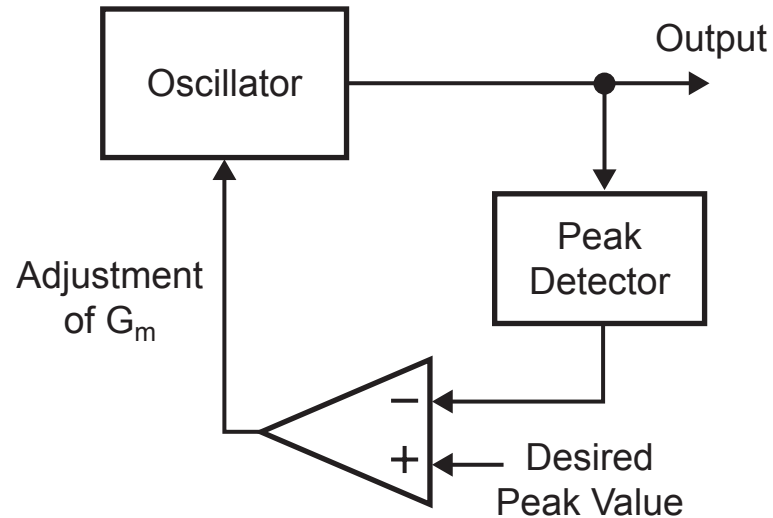 Output
Oscillator
Peak
Detector
Adjustment
of Gₘ
−
+
Desired
Peak Value